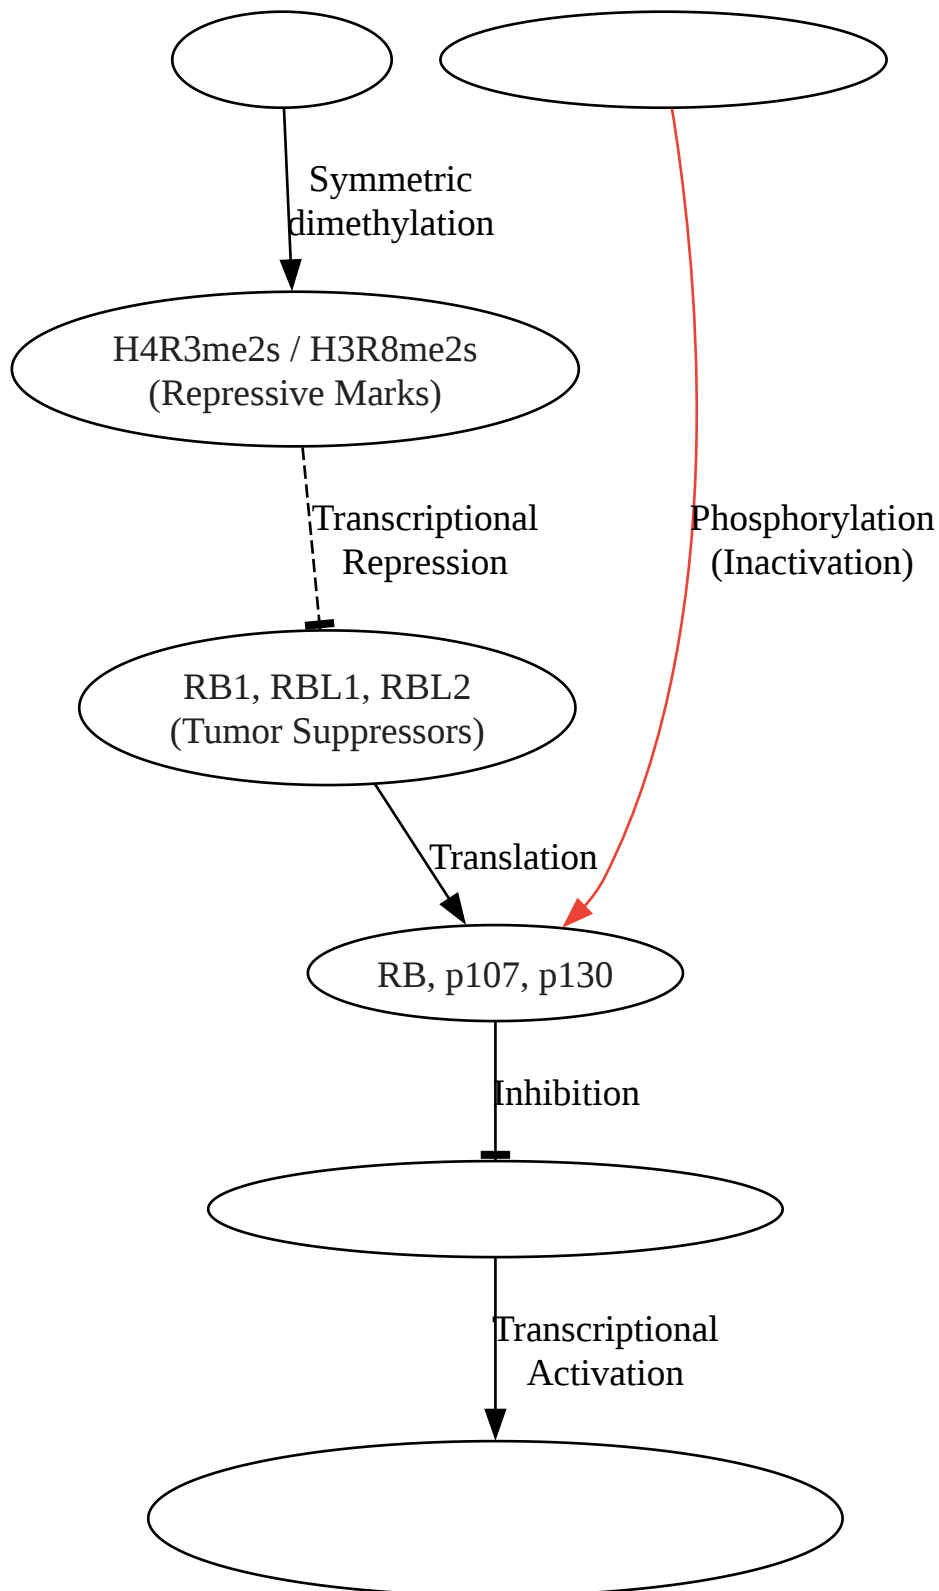 Symmetric
dimethylation
H4R3me2s / H3R8me2s
(Repressive Marks)
Transcriptional
Repression
Phosphorylation
(Inactivation)
RB1, RBL1, RBL2
(Tumor Suppressors)
Translation
RB, p107, p130
Inhibition
Transcriptional
Activation